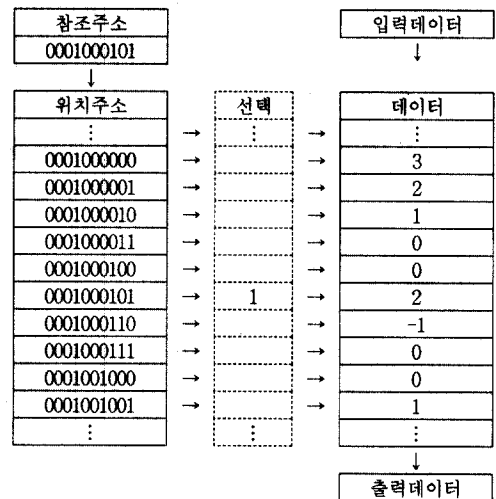 참조주소 입력데이터
0001000101 ↓
↓
위치주소 선택 데이터
⋮ → ⋮ → ⋮
0001000000 → → 3
0001000001 → → 2
0001000010 → → 1
0001000011 → → 0
0001000100 → → 0
0001000101 → 1 → 2
0001000110 → → -1
0001000111 → → 0
0001001000 → → 0
0001001001 → → 1
⋮ ⋮ ⋮
↓
출력데이터